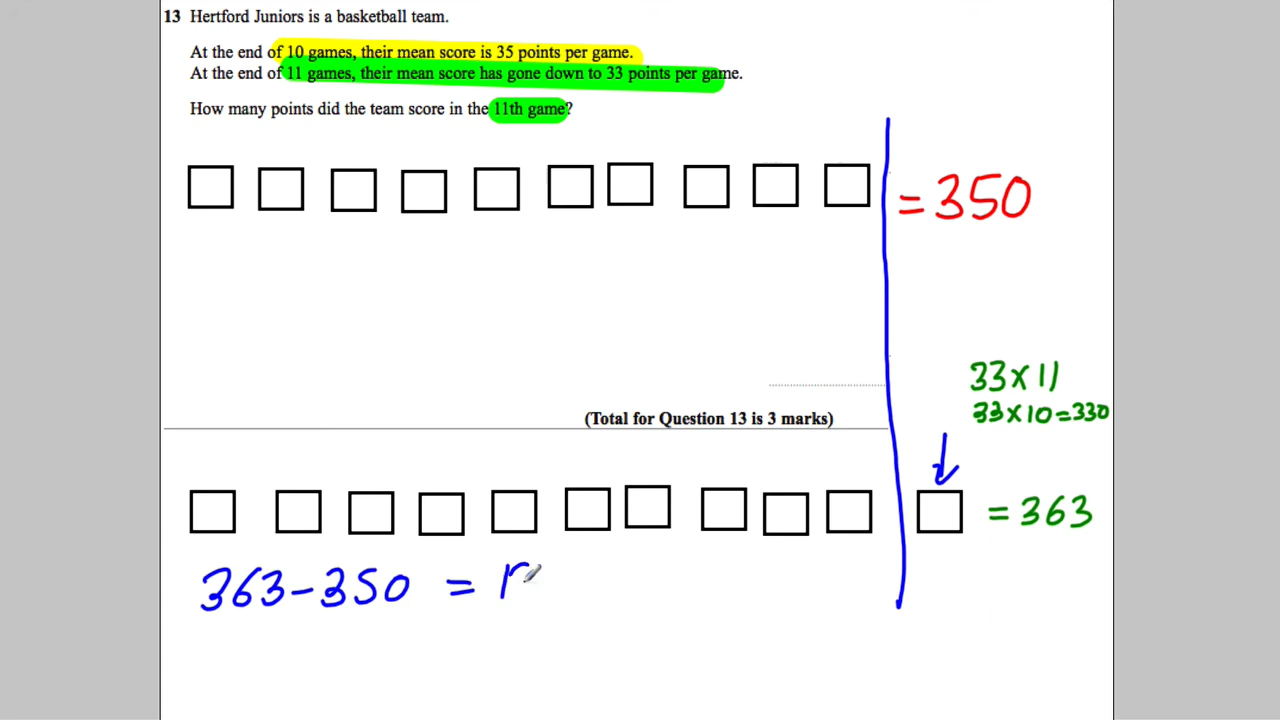 13 Hertford Juniors is a basketball team.
At the end of 10 games, their mean score is 35 points per game.
At the end of 11 games, their mean score has gone down to 33 points per game.
How many points did the team score in the 11th game?
= 350
33 x 11
33 x 10 = 330
(Total for Question 13 is 3 marks)
= 363
363 - 350 =